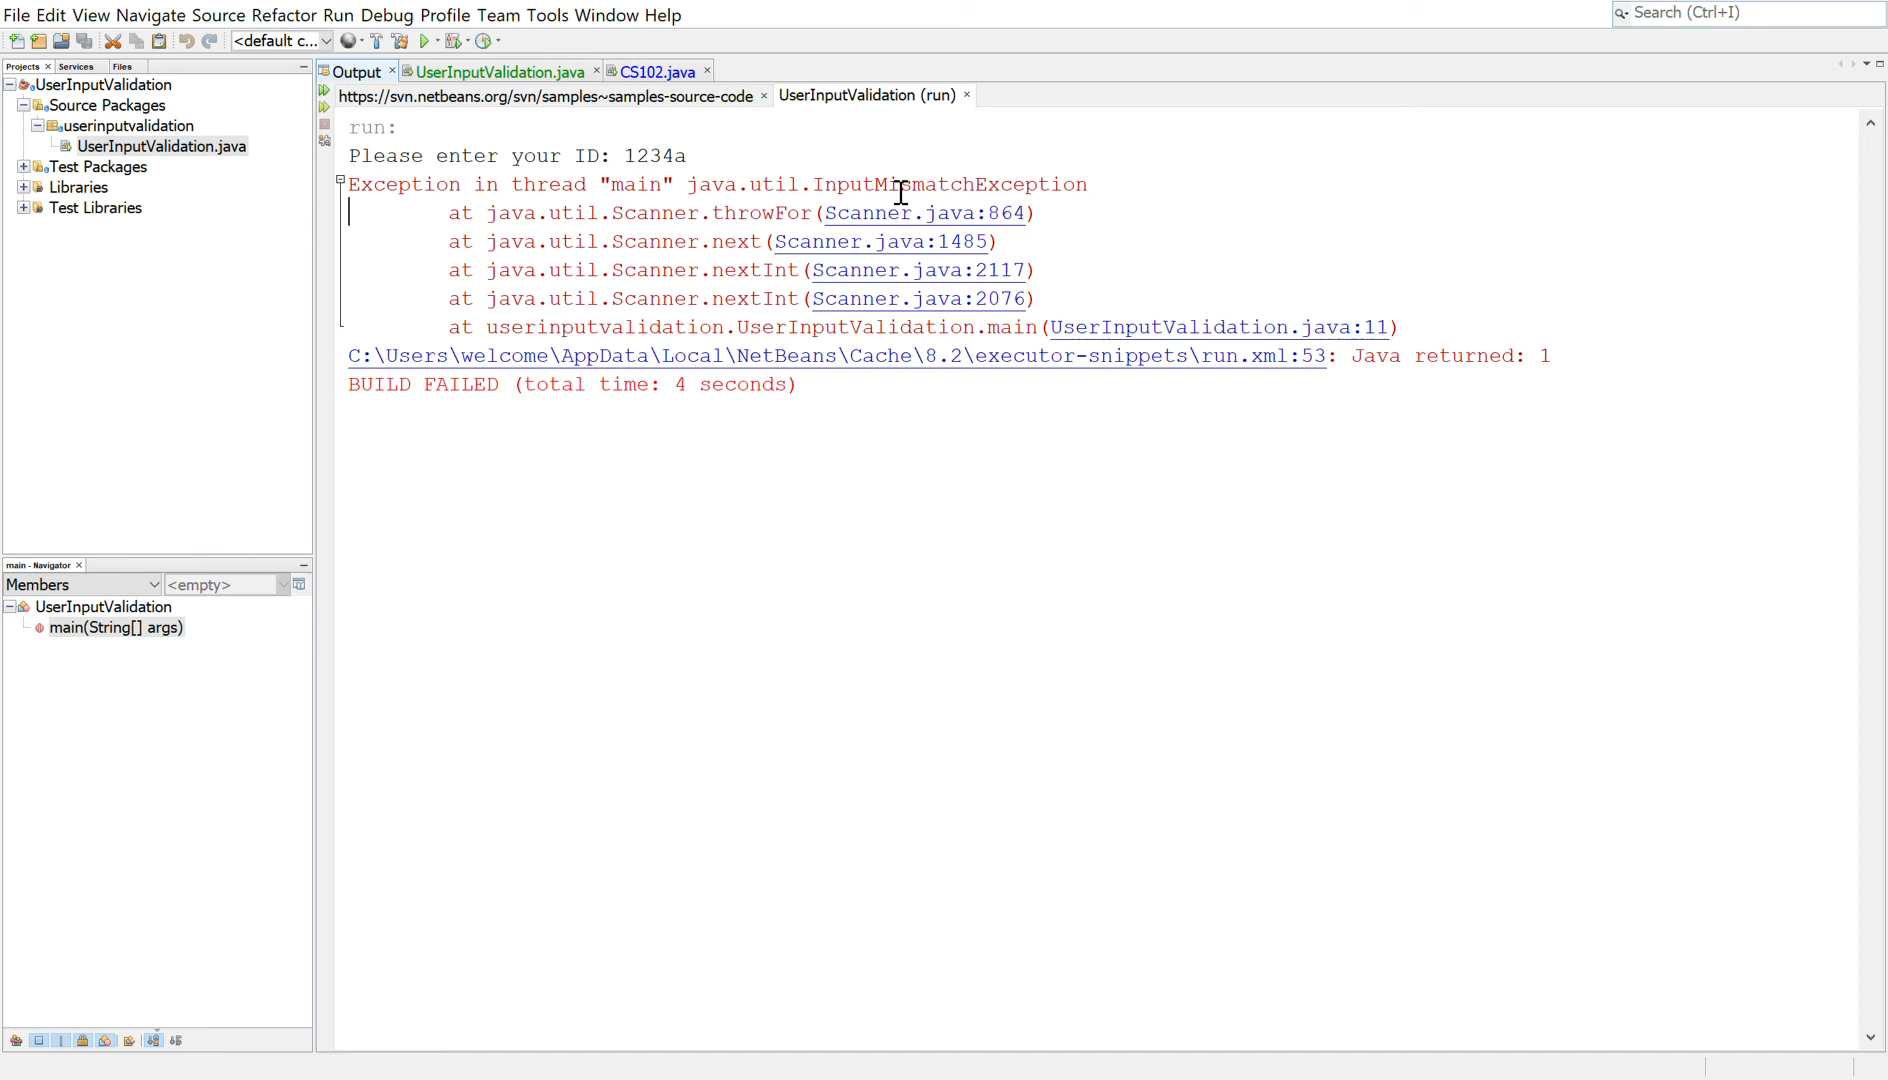 File Edit View Navigate Source Refactor Run Debug Profile Team Tools Window Help
Search (Ctrl+I)
<default c...
Projects
Services
Files
UserInputValidation
Source Packages
userinputvalidation
UserInputValidation.java
Test Packages
Libraries
Test Libraries
main - Navigator
Members
<empty>
UserInputValidation
main(String[] args)
Output
UserInputValidation.java
CS102.java
https://svn.netbeans.org/svn/samples~samples-source-code
UserInputValidation (run)
run:
Please enter your ID: 1234a
Exception in thread "main" java.util.InputMismatchException
at java.util.Scanner.throwFor(Scanner.java:864)
at java.util.Scanner.next(Scanner.java:1485)
at java.util.Scanner.nextInt(Scanner.java:2117)
at java.util.Scanner.nextInt(Scanner.java:2076)
at userinputvalidation.UserInputValidation.main(UserInputValidation.java:11)
C:\Users\welcome\AppData\Local\NetBeans\Cache\8.2\executor-snippets\run.xml:53: Java returned: 1
BUILD FAILED (total time: 4 seconds)